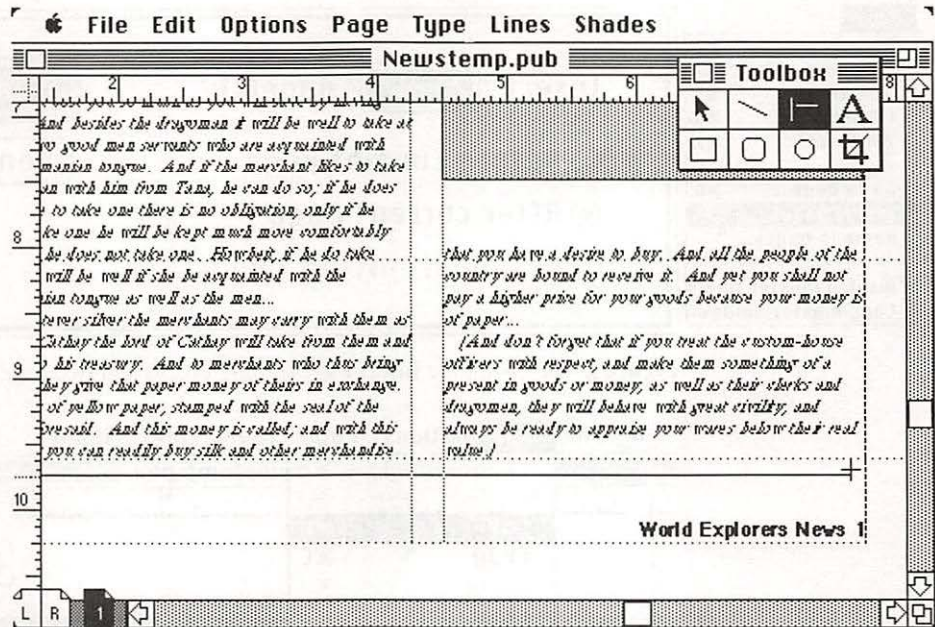 File Edit Options Page Type Lines Shades
Newstemp.pub
Toolbox
A
2 3 4 5 6 8
7
8
9
10
And besides the dragoman it will be well to take at
wo good men servants who are acquainted with
manian tongue. And if the merchant likes to take
an with him from Tana, he can do so; if he does
e to take one there is no obligation, only if he
ke one he will be kept much more comfortably
he does not take one. Howbeit, if he do take
will be well if she be acquainted with the
ian tongue as well as the men...
tever silver the merchants may carry with them as
Cathay the lord of Cathay will take from them and
o his treasury. And to merchants who thus bring
hey give that paper money of theirs in exchange.
of yellow paper, stamped with the seal of the
oresaid. And this money is called; and with this
you can readily buy silk and other merchandise
that you have a desire to buy. And all the people of the
country are bound to receive it. And yet you shall not
pay a higher price for your goods because your money is
of paper...
[And don't forget that if you treat the custom-house
officers with respect, and make them something of a
present in goods or money, as well as their clerks and
dragomen, they will behave with great civility, and
always be ready to appraise your wares below their real
value.]
World Explorers News 1
L R 1